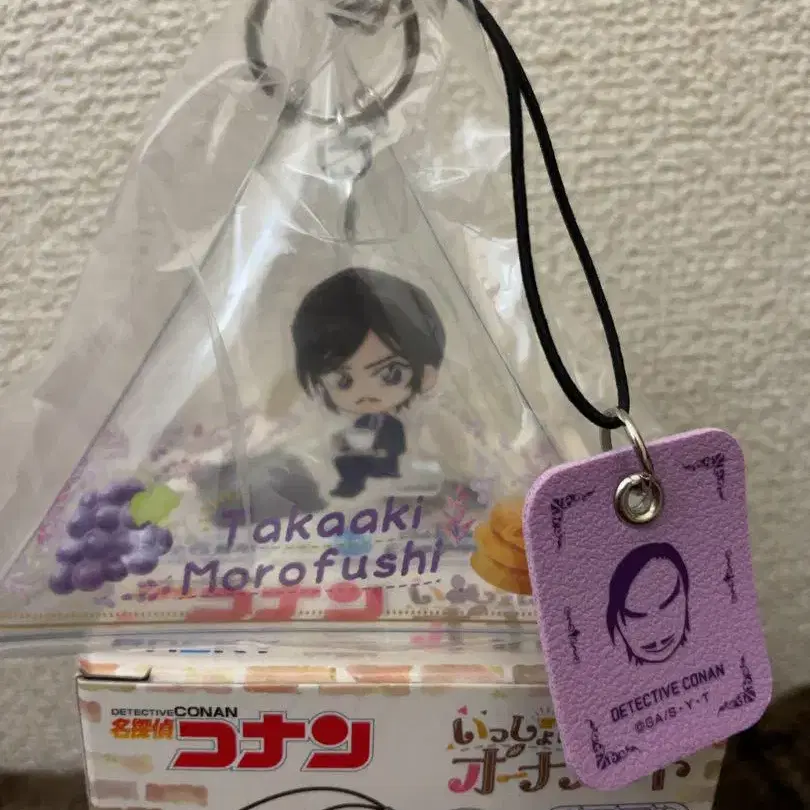 Takaaki
Morofushi
コナン
DETECTIVE CONAN
©GA/S・Y・T
DETECTIVE CONAN
名探偵
コナン
いっしょに